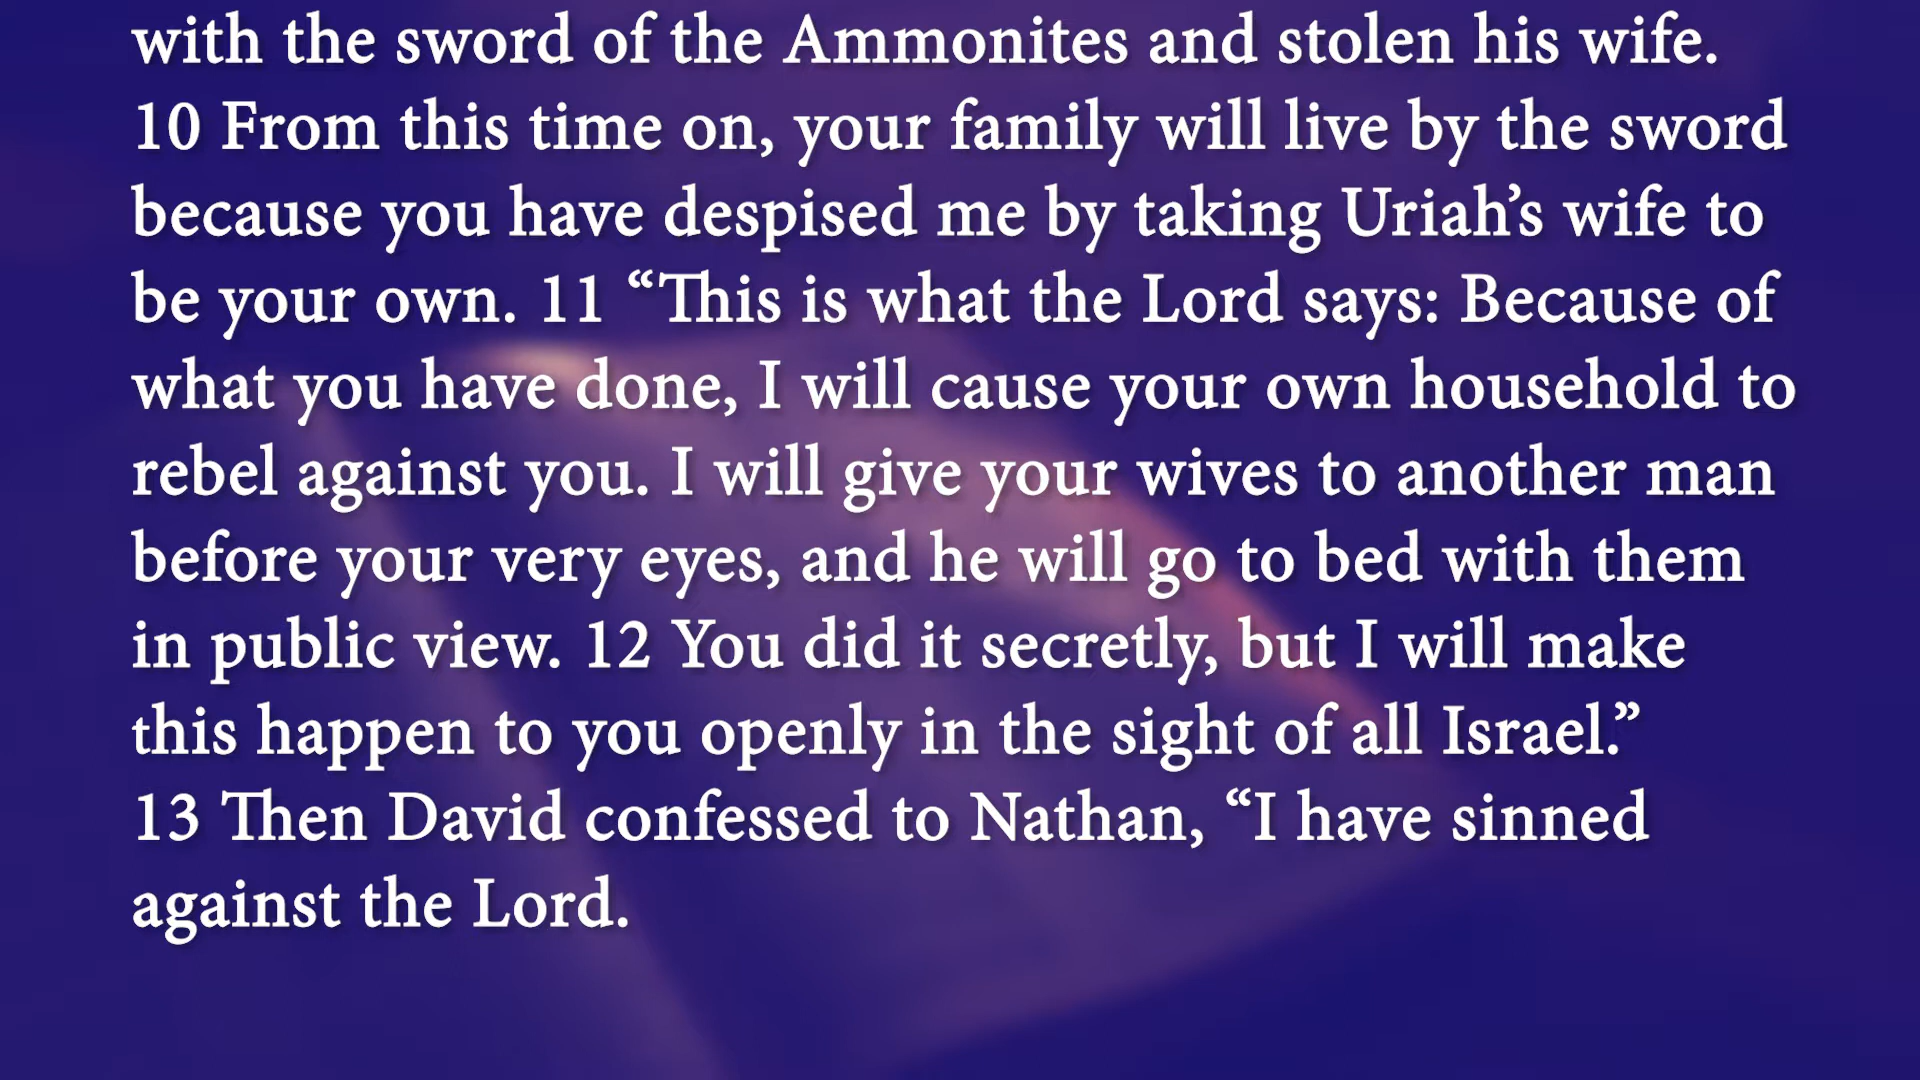 with the sword of the Ammonites and stolen his wife.
10 From this time on, your family will live by the sword
because you have despised me by taking Uriah’s wife to
be your own. 11 “This is what the Lord says: Because of
what you have done, I will cause your own household to
rebel against you. I will give your wives to another man
before your very eyes, and he will go to bed with them
in public view. 12 You did it secretly, but I will make
this happen to you openly in the sight of all Israel.”
13 Then David confessed to Nathan, “I have sinned
against the Lord.